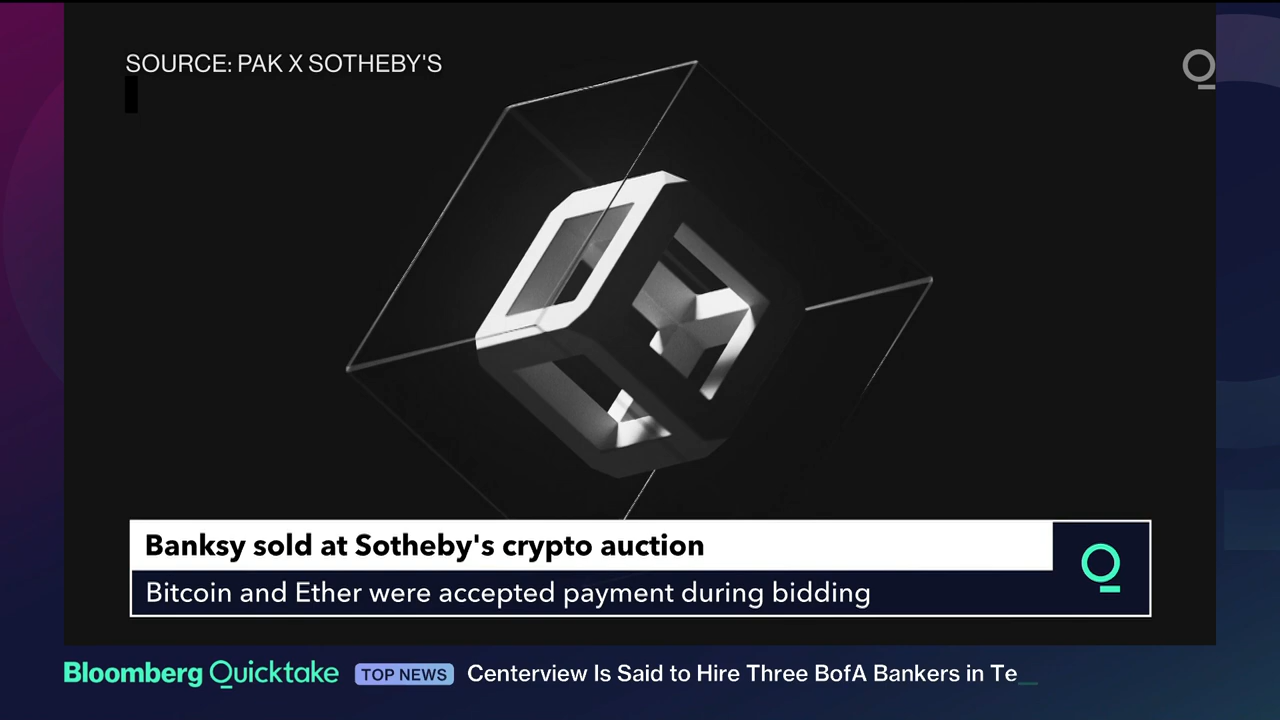 SOURCE: PAK X SOTHEBY'S
Banksy sold at Sotheby's crypto auction
Bitcoin and Ether were accepted payment during bidding
Bloomberg Quicktake TOP NEWS Centerview Is Said to Hire Three BofA Bankers in Te_